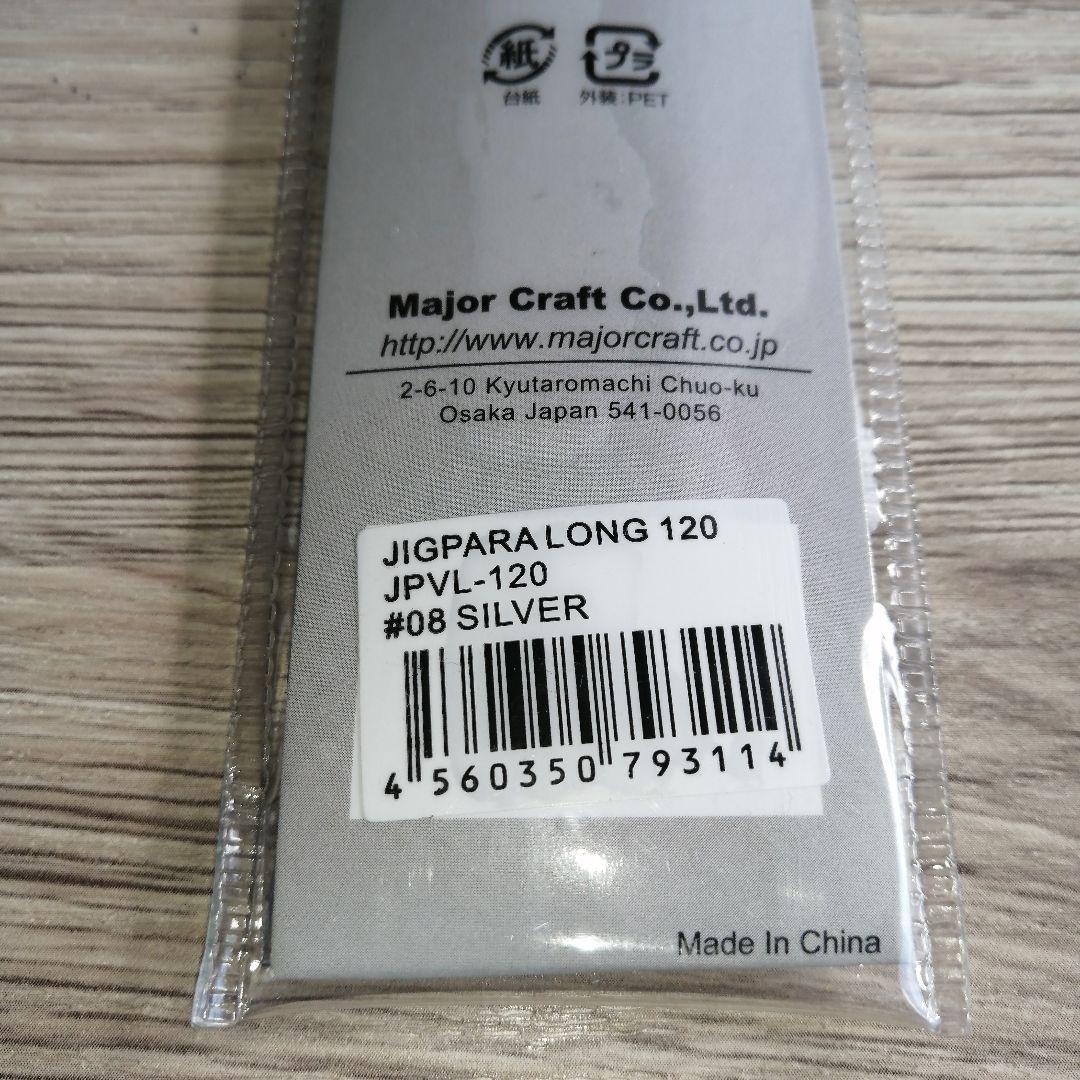 紙 プラ
台紙 外装:PET
Major Craft Co.,Ltd.
http://www.majorcraft.co.jp
2-6-10 Kyutaromachi Chuo-ku
Osaka Japan 541-0056
JIGPARA LONG 120
JPVL-120
#08 SILVER
4 560350 793114
Made In China